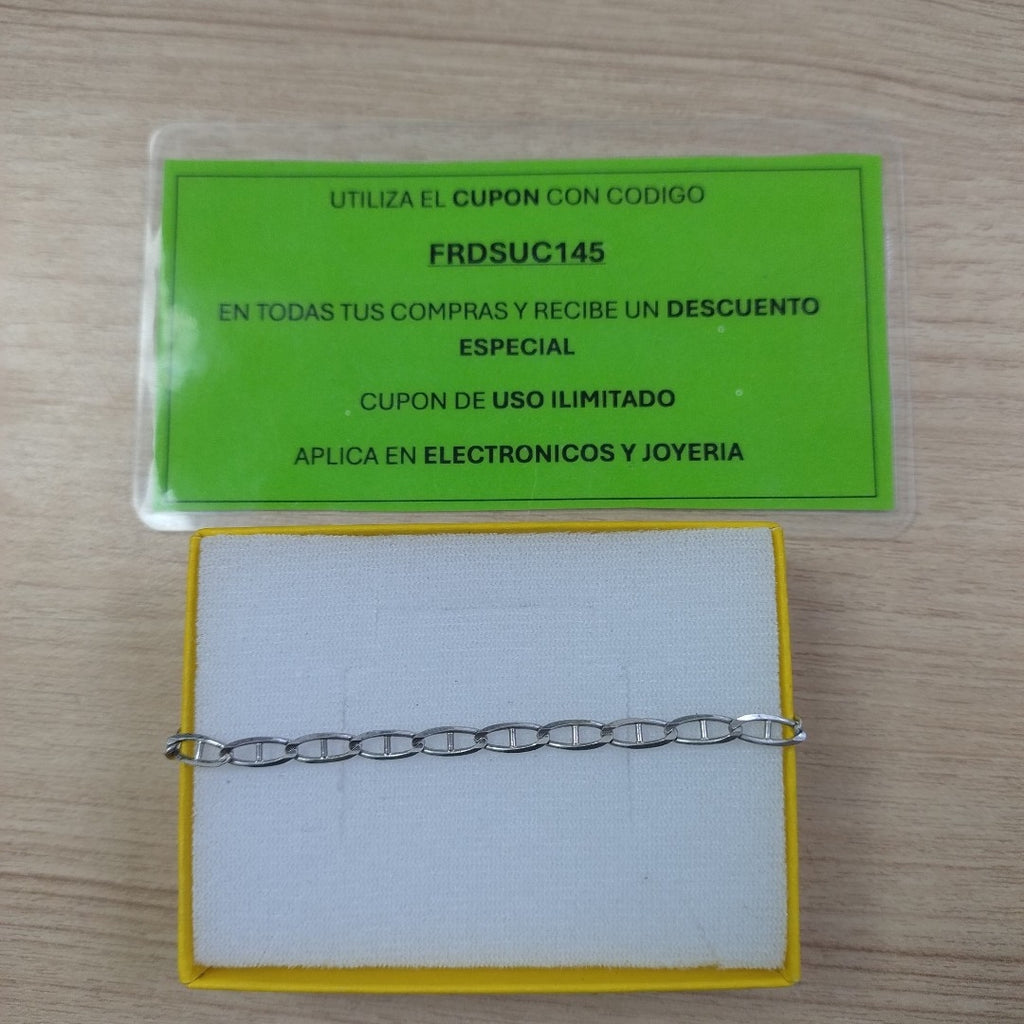 UTILIZA EL CUPON CON CODIGO
FRDSUC145
EN TODAS TUS COMPRAS Y RECIBE UN DESCUENTO
ESPECIAL
CUPON DE USO ILIMITADO
APLICA EN ELECTRONICOS Y JOYERIA